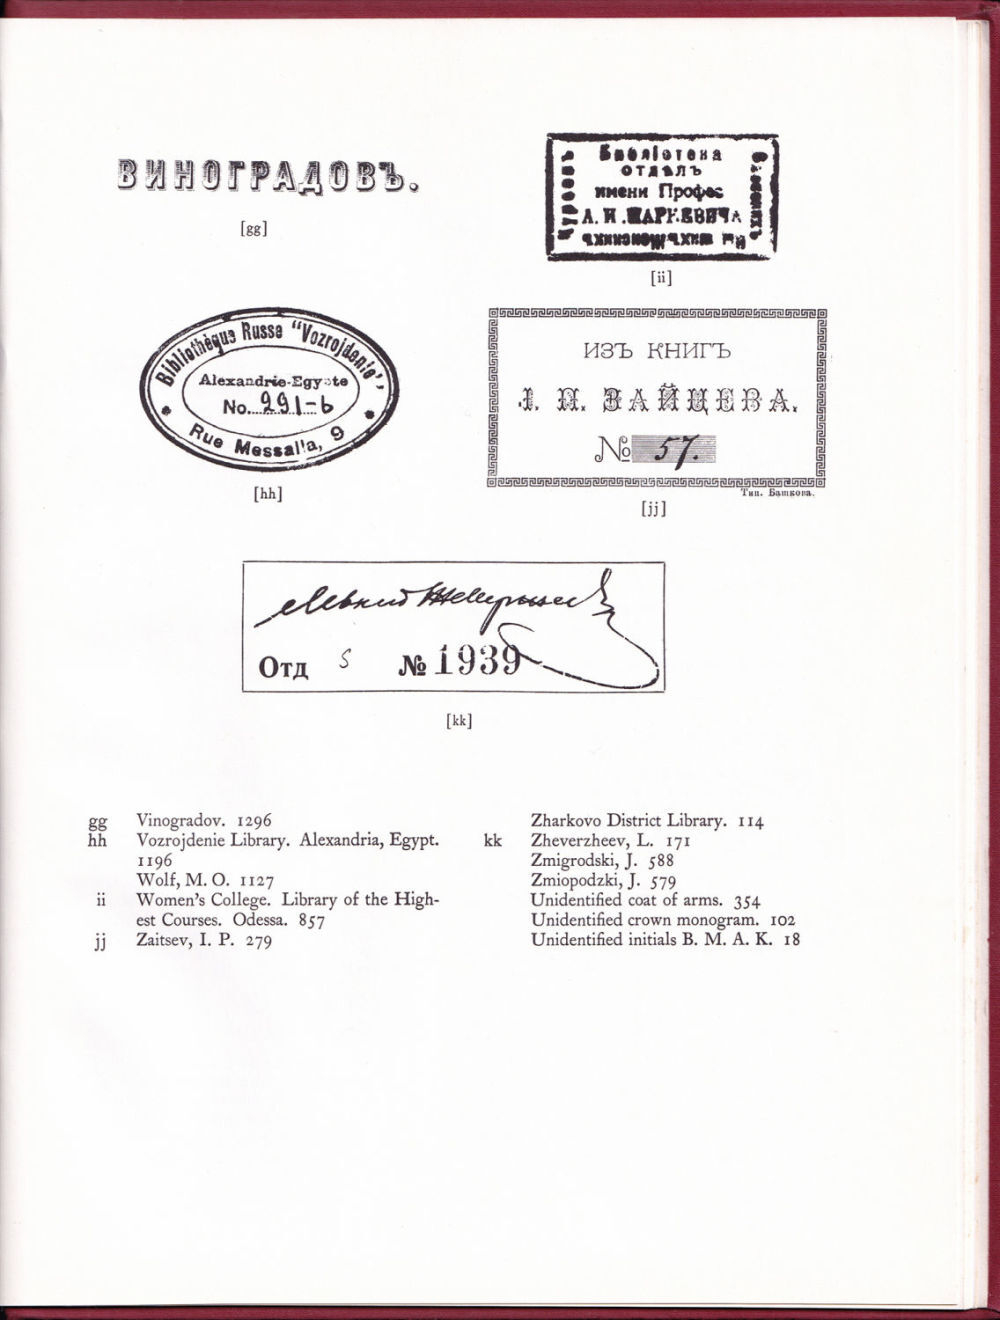 ВИНОГРАДОВЪ.
[gg]
Библіотека
ОТДѢЛЪ
имени Профес
А. И. МАРКЕВИЧА
[ii]
Bibliothèque Russe "Vozrojdenie"
Alexandrie-Egypte
No. 291-b
Rue Messalla, 9
[hh]
ИЗЪ КНИГЪ
І. П. ЗАЙЦЕВА.
№ 57.
Тип. Башкова.
[jj]
Отд 5 № 1939
[kk]
gg Vinogradov. 1296
hh Vozrojdenie Library. Alexandria, Egypt.
1196
Wolf, M. O. 1127
ii Women's College. Library of the High-
est Courses. Odessa. 857
jj Zaitsev, I. P. 279
Zharkovo District Library. 114
kk Zheverzheev, L. 171
Zmigrodski, J. 588
Zmiopodzki, J. 579
Unidentified coat of arms. 354
Unidentified crown monogram. 102
Unidentified initials B. M. A. K. 18